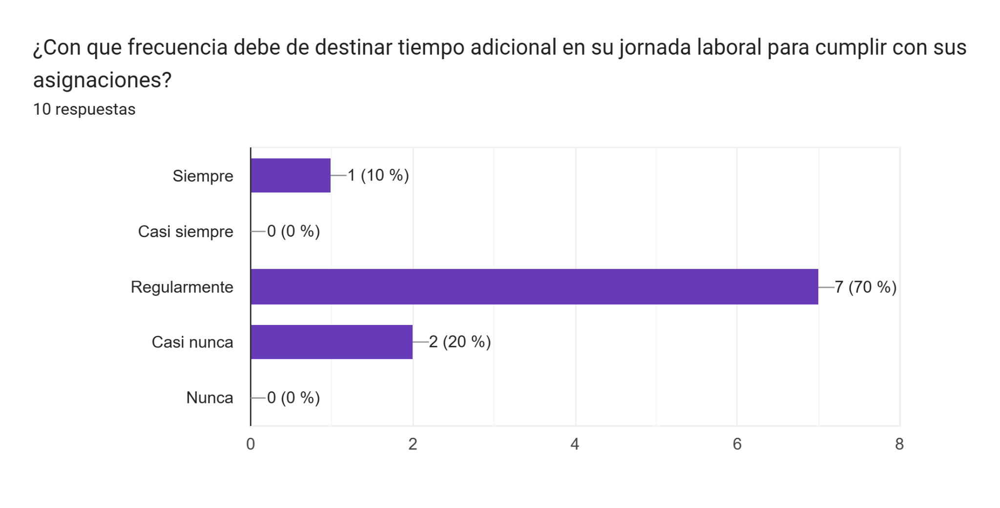 ¿Con que frecuencia debe de destinar tiempo adicional en su jornada laboral para cumplir con sus
asignaciones?
10 respuestas
Siempre
1 (10 %)
Casi siempre
0 (0 %)
Regularmente
7 (70 %)
Casi nunca
2 (20 %)
Nunca
0 (0 %)
0 2 4 6 8